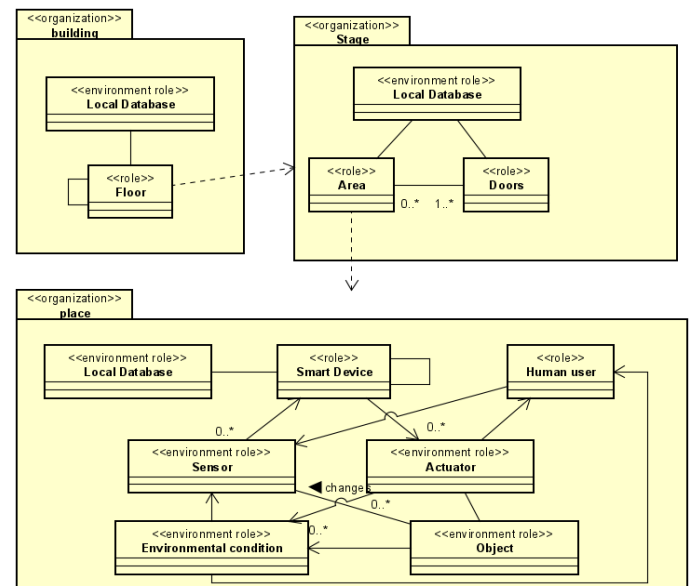 <<organization>>
building
<<environment role>>
Local Database
<<role>>
Floor
<<organization>>
Stage
<<environment role>>
Local Database
<<role>>
Area
<<role>>
Doors
0..*
1..*
<<organization>>
place
<<environment role>>
Local Database
<<role>>
Smart Device
<<role>>
Human user
0..*
0..*
<<environment role>>
Sensor
<<environment role>>
Actuator
changes
0..*
0..*
<<environment role>>
Environmental condition
<<environment role>>
Object